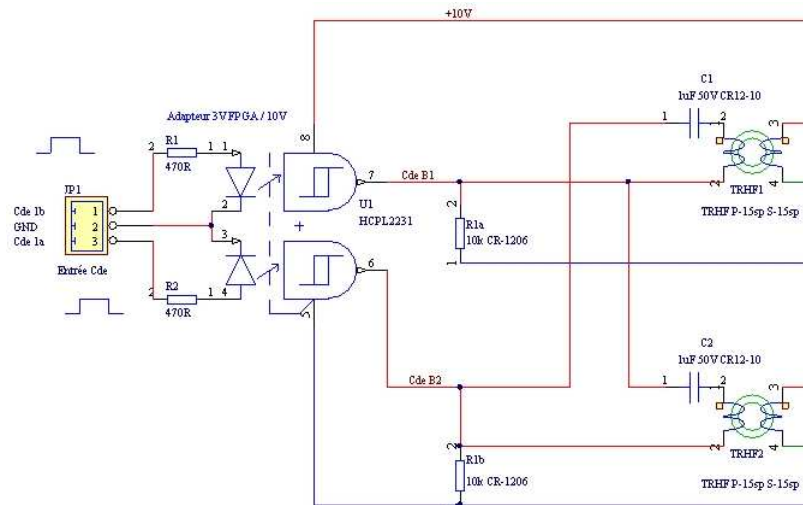 +10V
C1
1uF 50V CR12-10
Adapteur 3V FPGA / 10V
1
2
8
3
2
R1
1
1
470R
7
Cde B1
U1
HCPL2231
2
4
TRHF1
TRHF P-15sp S-15sp
JP1
Cde 1b
1
GND
2
Cde 1a
3
Entrée Cde
2
3
+
2
R1a
10k CR-1206
1
6
2
R2
1
4
470R
5
C2
1uF 50V CR12-10
Cde B2
1
2
3
2
R1b
10k CR-1206
1
2
4
TRHF2
TRHF P-15sp S-15sp